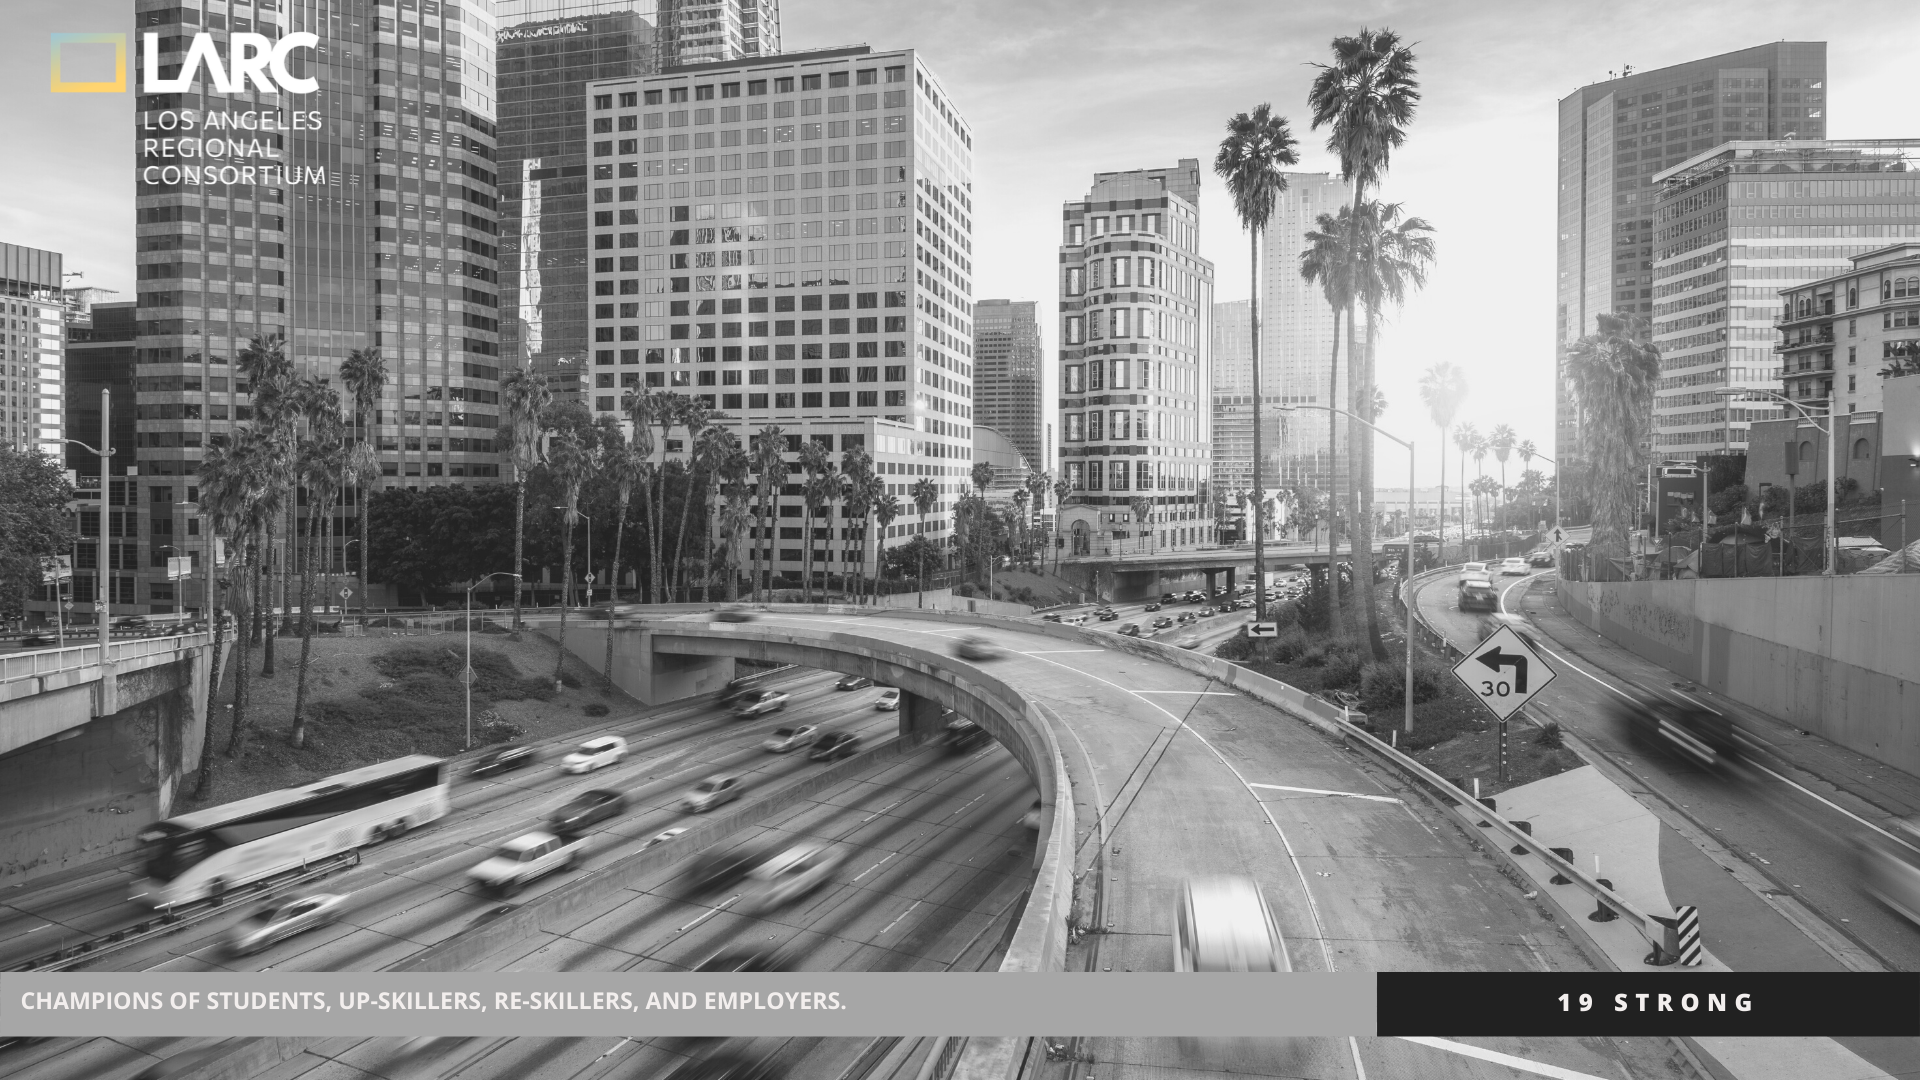 LARC
LOS ANGELES
REGIONAL
CONSORTIUM
30
CHAMPIONS OF STUDENTS, UP-SKILLERS, RE-SKILLERS, AND EMPLOYERS.
19 STRONG